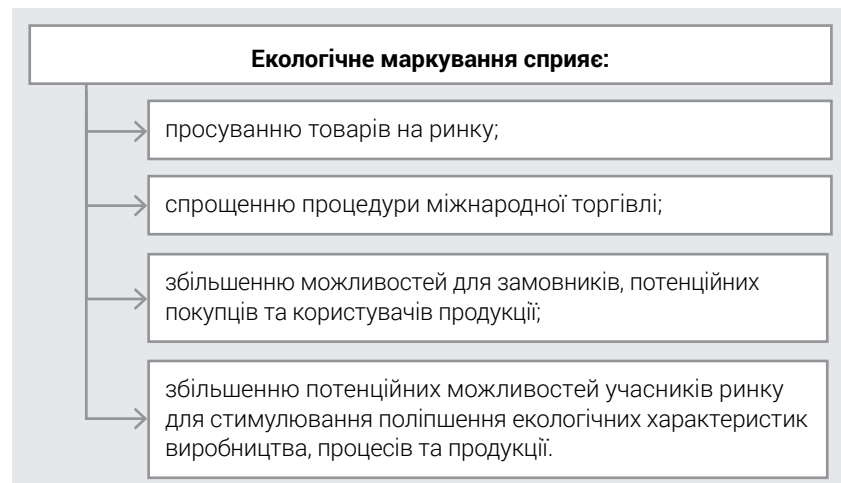 Екологічне маркування сприяє:
просуванню товарів на ринку;
спрощенню процедури міжнародної торгівлі;
збільшенню можливостей для замовників, потенційних
покупців та користувачів продукції;
збільшенню потенційних можливостей учасників ринку
для стимулювання поліпшення екологічних характеристик
виробництва, процесів та продукції.